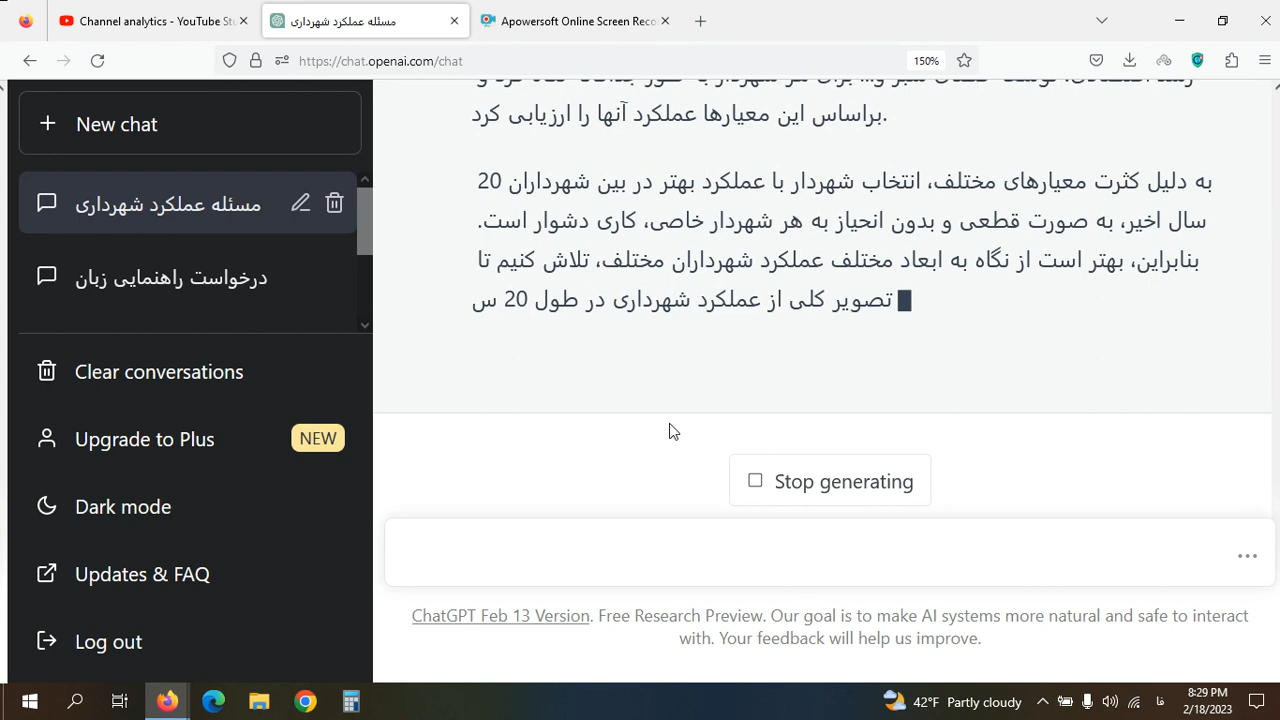 Channel analytics - YouTube Stu
مسئله عملکرد شهرداری
Apowersoft Online Screen Reco
https://chat.openai.com/chat
150%
New chat
مسئله عملکرد شهرداری
درخواست راهنمایی زبان
Clear conversations
Upgrade to Plus
NEW
Dark mode
Updates & FAQ
Log out
براساس این معیارها عملکرد آنها را ارزیابی کرد.
به دلیل کثرت معیارهای مختلف، انتخاب شهردار با عملکرد بهتر در بین شهرداران 20
سال اخیر، به صورت قطعی و بدون انحیاز به هر شهردار خاصی، کاری دشوار است.
بنابراین، بهتر است از نگاه به ابعاد مختلف عملکرد شهرداران مختلف، تلاش کنیم تا
تصویر کلی از عملکرد شهرداری در طول 20 س
Stop generating
ChatGPT Feb 13 Version. Free Research Preview. Our goal is to make AI systems more natural and safe to interact
with. Your feedback will help us improve.
42°F Partly cloudy
فا
8:29 PM
2/18/2023